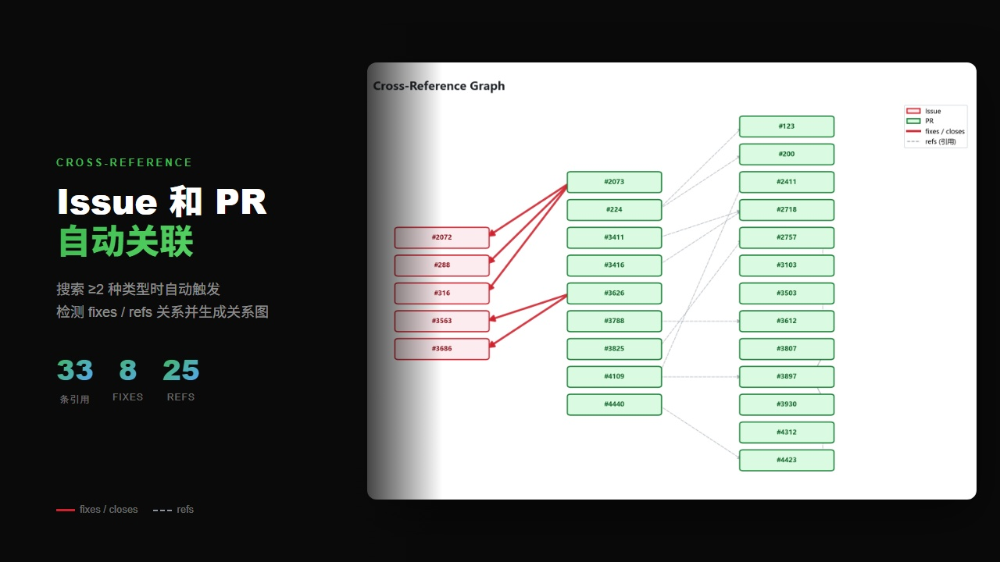 CROSS-REFERENCE
Issue 和 PR
自动关联
搜索 ≥2 种类型时自动触发
检测 fixes / refs 关系并生成关系图
33 8 25
条引用 FIXES REFS
fixes / closes refs
Cross-Reference Graph
Issue
PR
fixes / closes
refs (引用)
#2072
#288
#316
#3563
#3686
#2073
#224
#3411
#3416
#3626
#3788
#3825
#4109
#4440
#123
#200
#2411
#2718
#2757
#3103
#3503
#3612
#3807
#3897
#3930
#4312
#4423